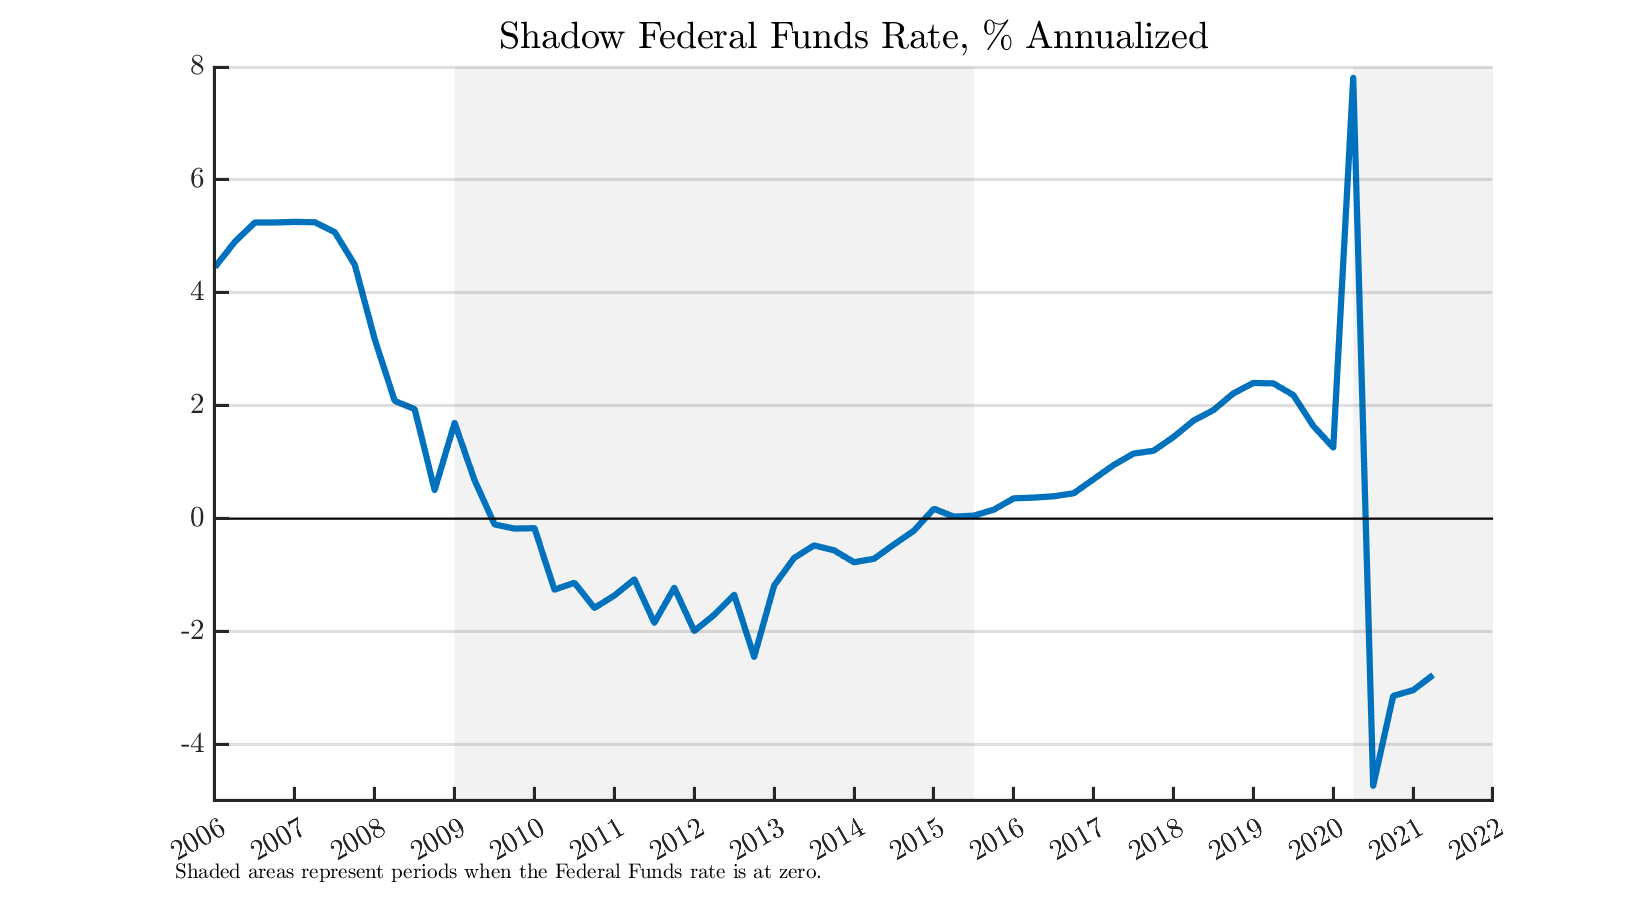 Shadow Federal Funds Rate, % Annualized
8
6
4
2
0
-2
-4
2006 2007 2008 2009 2010 2011 2012 2013 2014 2015 2016 2017 2018 2019 2020 2021 2022
Shaded areas represent periods when the Federal Funds rate is at zero.